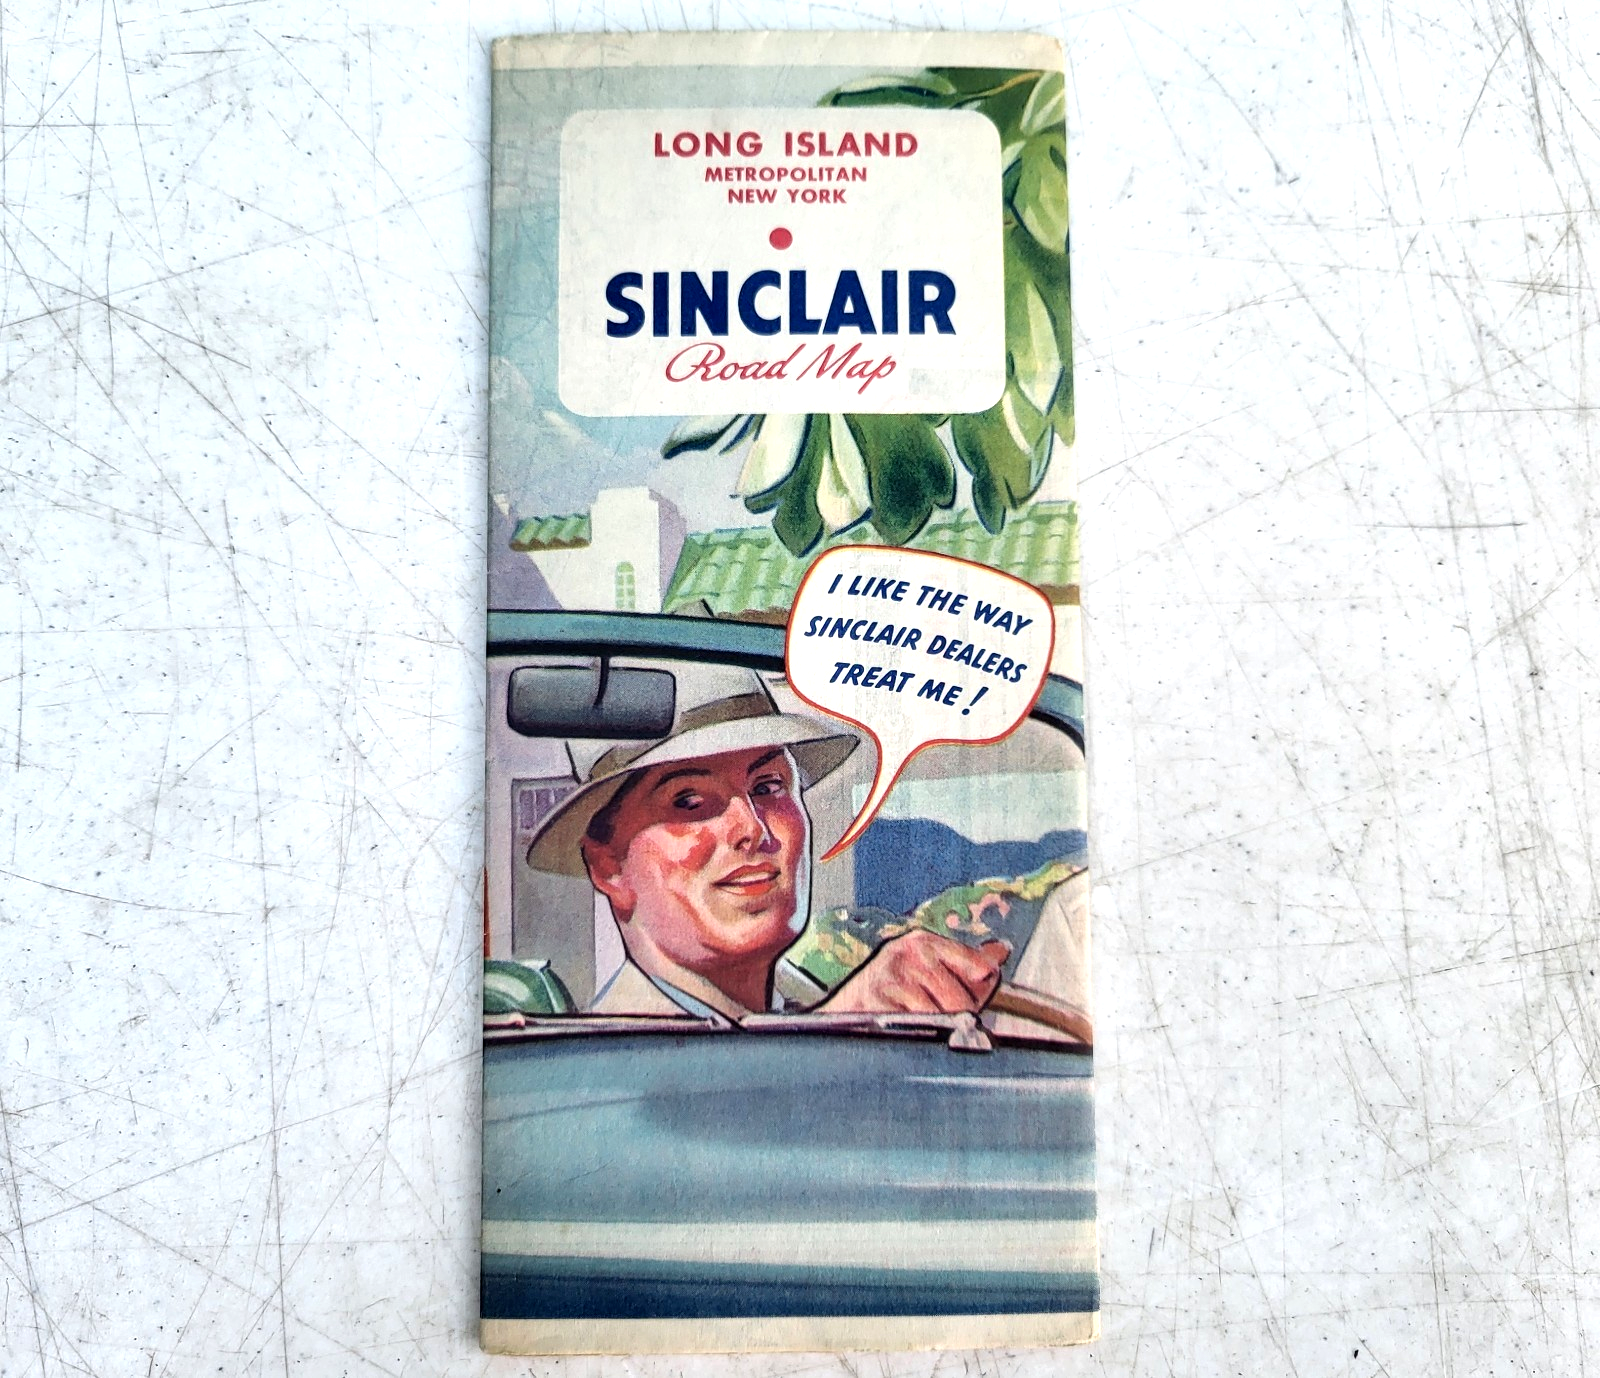 LONG ISLAND
METROPOLITAN
NEW YORK
SINCLAIR
Road Map
I LIKE THE WAY
SINCLAIR DEALERS
TREAT ME!